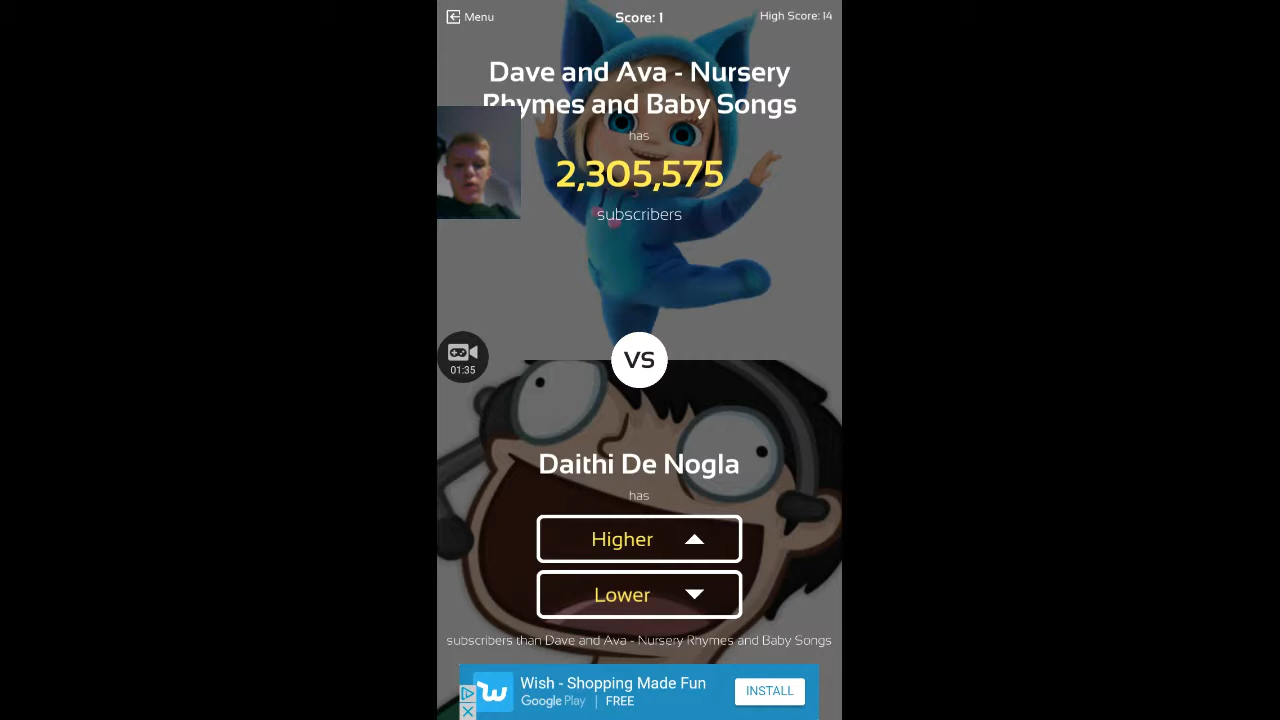 Menu
Score: 1
High Score: 14
Dave and Ava - Nursery
Rhymes and Baby Songs
has
2,305,575
subscribers
VS
01:35
Daithi De Nogla
has
Higher
Lower
subscribers than Dave and Ava - Nursery Rhymes and Baby Songs
Wish - Shopping Made Fun
Google Play | FREE
INSTALL